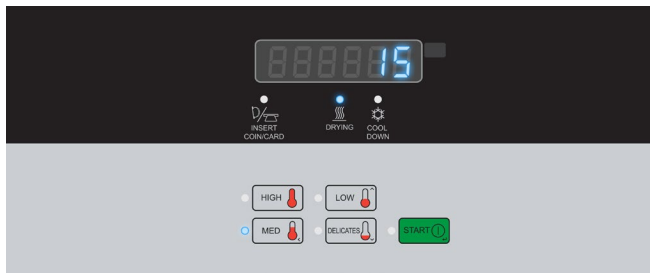 15
INSERT
COIN/CARD
DRYING
COOL
DOWN
HIGH
LOW
MED
DELICATES
START